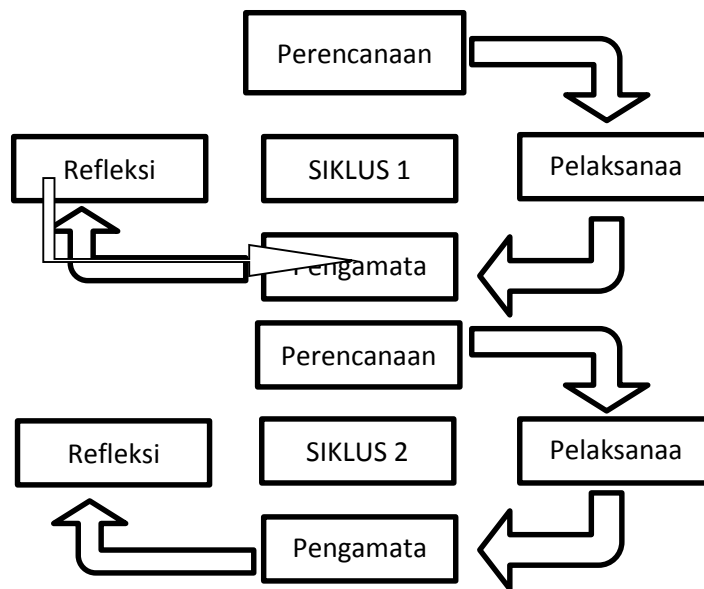 Perencanaan
Refleksi
SIKLUS 1
Pelaksanaa
Pengamata
Perencanaan
Refleksi
SIKLUS 2
Pelaksanaa
Pengamata